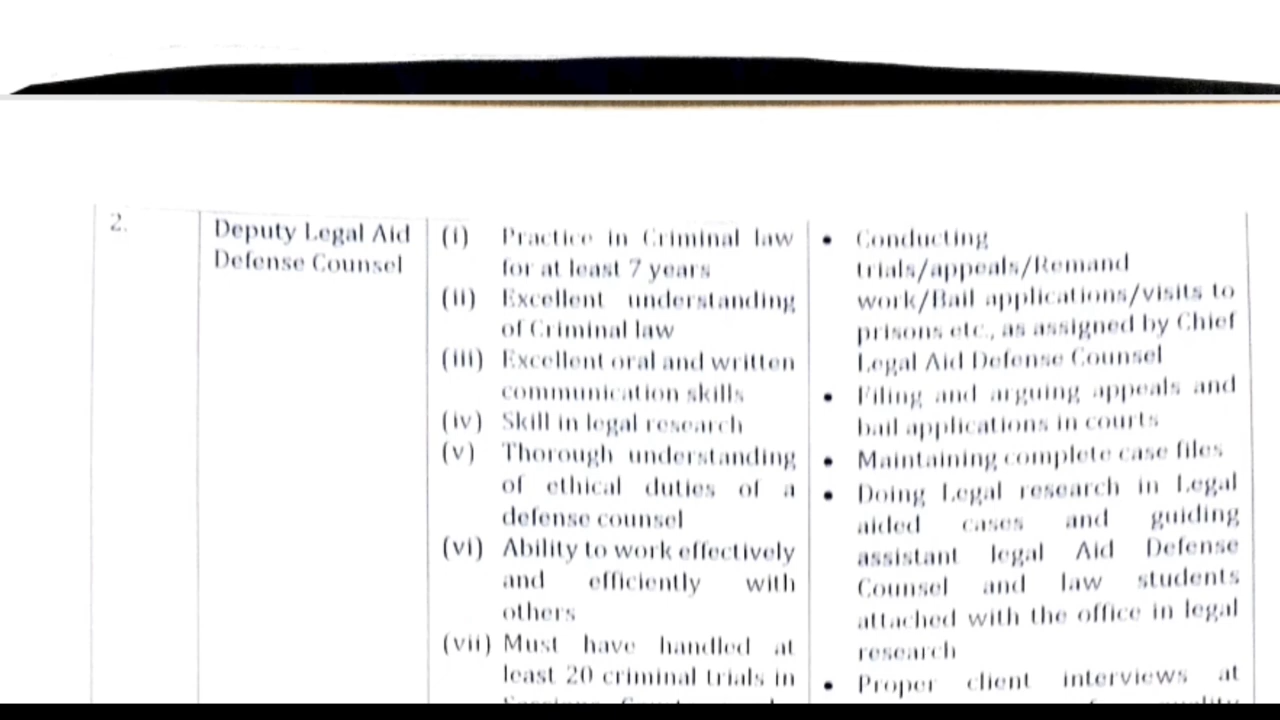 2.
Deputy Legal Aid
Defense Counsel
(i) Practice in Criminal law
for at least 7 years
(ii) Excellent understanding
of Criminal law
(iii) Excellent oral and written
communication skills
(iv) Skill in legal research
(v) Thorough understanding
of ethical duties of a
defense counsel
(vi) Ability to work effectively
and efficiently with
others
(vii) Must have handled at
least 20 criminal trials in
• Conducting
trials/appeals/Remand
work/Bail applications/visits to
prisons etc., as assigned by Chief
Legal Aid Defense Counsel
• Filing and arguing appeals and
bail applications in courts
• Maintaining complete case files
• Doing Legal research in Legal
aided cases and guiding
assistant legal Aid Defense
Counsel and law students
attached with the office in legal
research
• Proper client interviews at